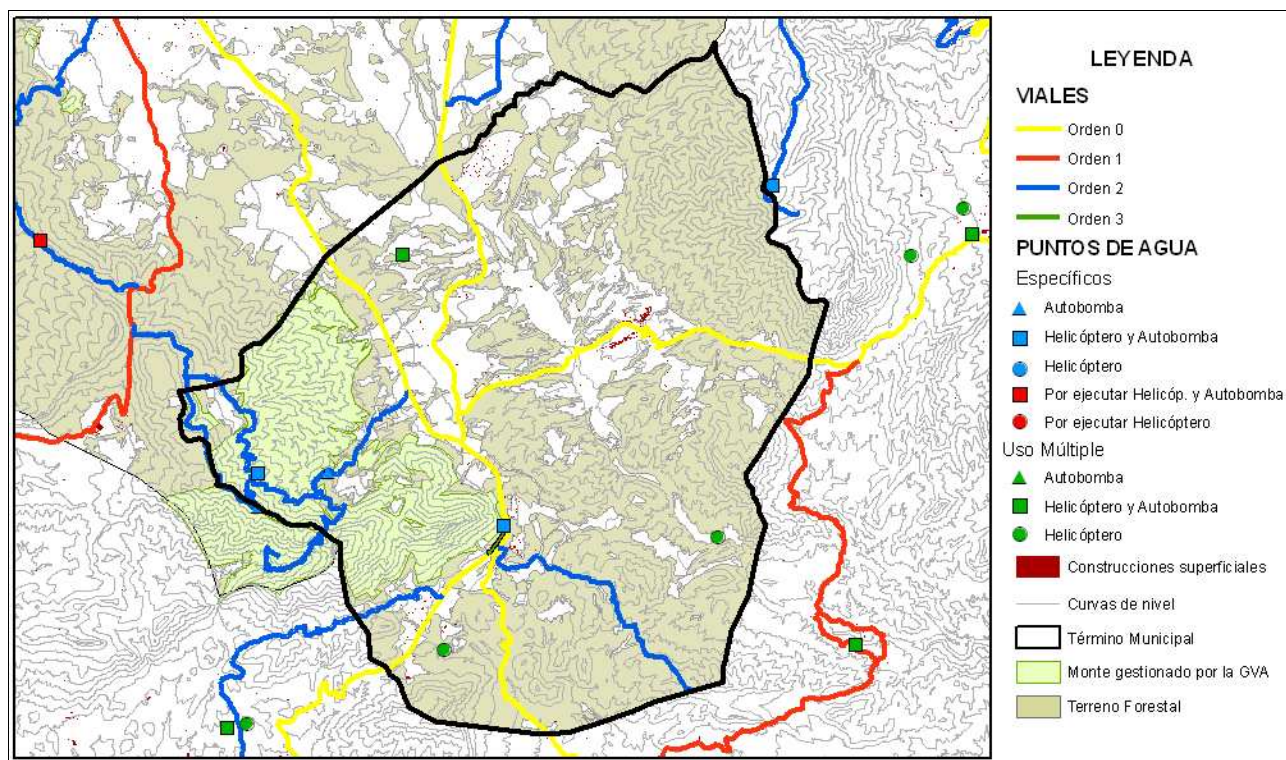 LEYENDA
VIALES
Orden 0
Orden 1
Orden 2
Orden 3
PUNTOS DE AGUA
Específicos
Autobomba
Helicóptero y Autobomba
Helicóptero
Por ejecutar Helicóp. y Autobomba
Por ejecutar Helicóptero
Uso Múltiple
Autobomba
Helicóptero y Autobomba
Helicóptero
Construcciones superficiales
Curvas de nivel
Término Municipal
Monte gestionado por la GVA
Terreno Forestal